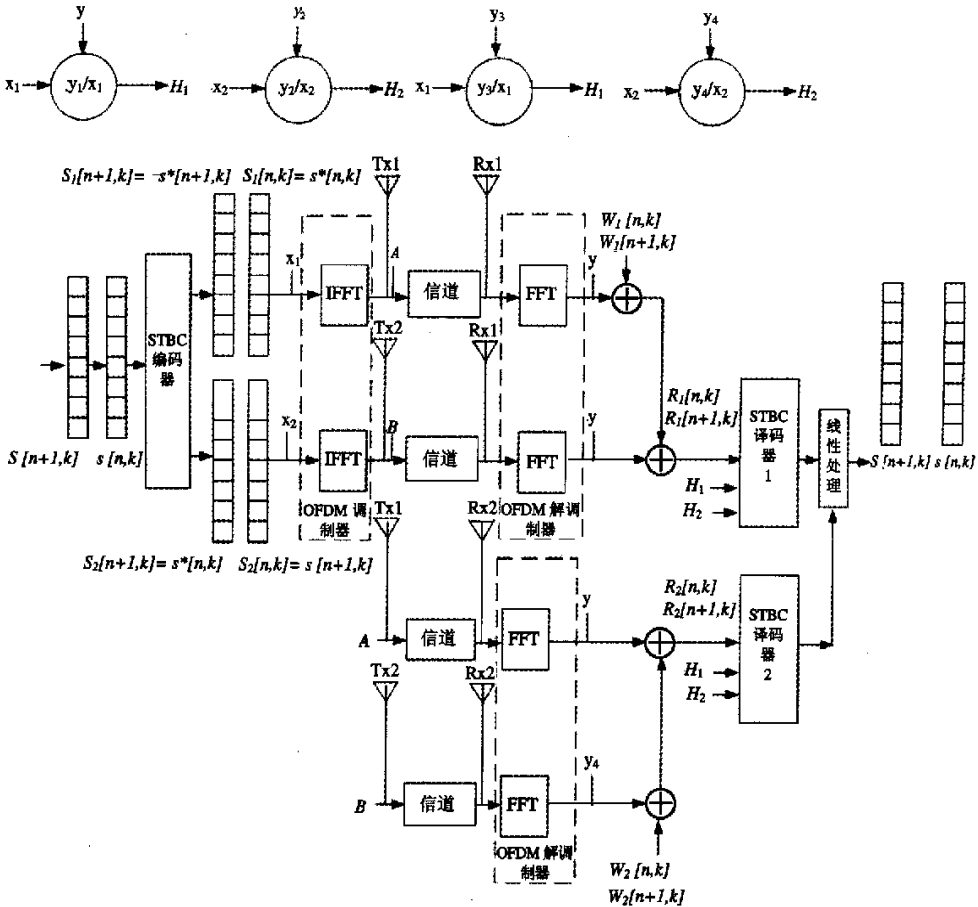 y y₂ y₃ y₄
x₁ y₁/x₁ H₁ x₂ y₂/x₂ H₂ x₁ y₃/x₁ H₁ x₂ y₄/x₂ H₂
Tx1 Rx1
S₁[n+1,k]= -s*[n+1,k] S₁[n,k]= s*[n,k]
W₁ [n,k]
W₁[n+1,k]
x₁ A y
IFFT 信道 FFT
STBC
编码
器
Tx2 Rx1
R₁[n,k]
R₁[n+1,k]
STBC
译码
器
1
线
性
处
理
x₂ B y
IFFT 信道 FFT
S [n+1,k] s [n,k]
S [n+1,k] s [n,k]
H₁
H₂
OFDM 调
制器
OFDM 解调
制器
Tx1 Rx2
S₂[n+1,k]= s*[n,k] S₂[n,k]= s [n+1,k]
R₂[n,k]
R₂[n+1,k]
STBC
译码
器
2
y
A 信道 FFT
H₁
H₂
Tx2 Rx2
y₄
B 信道 FFT
OFDM 解调
制器
W₂ [n,k]
W₂[n+1,k]